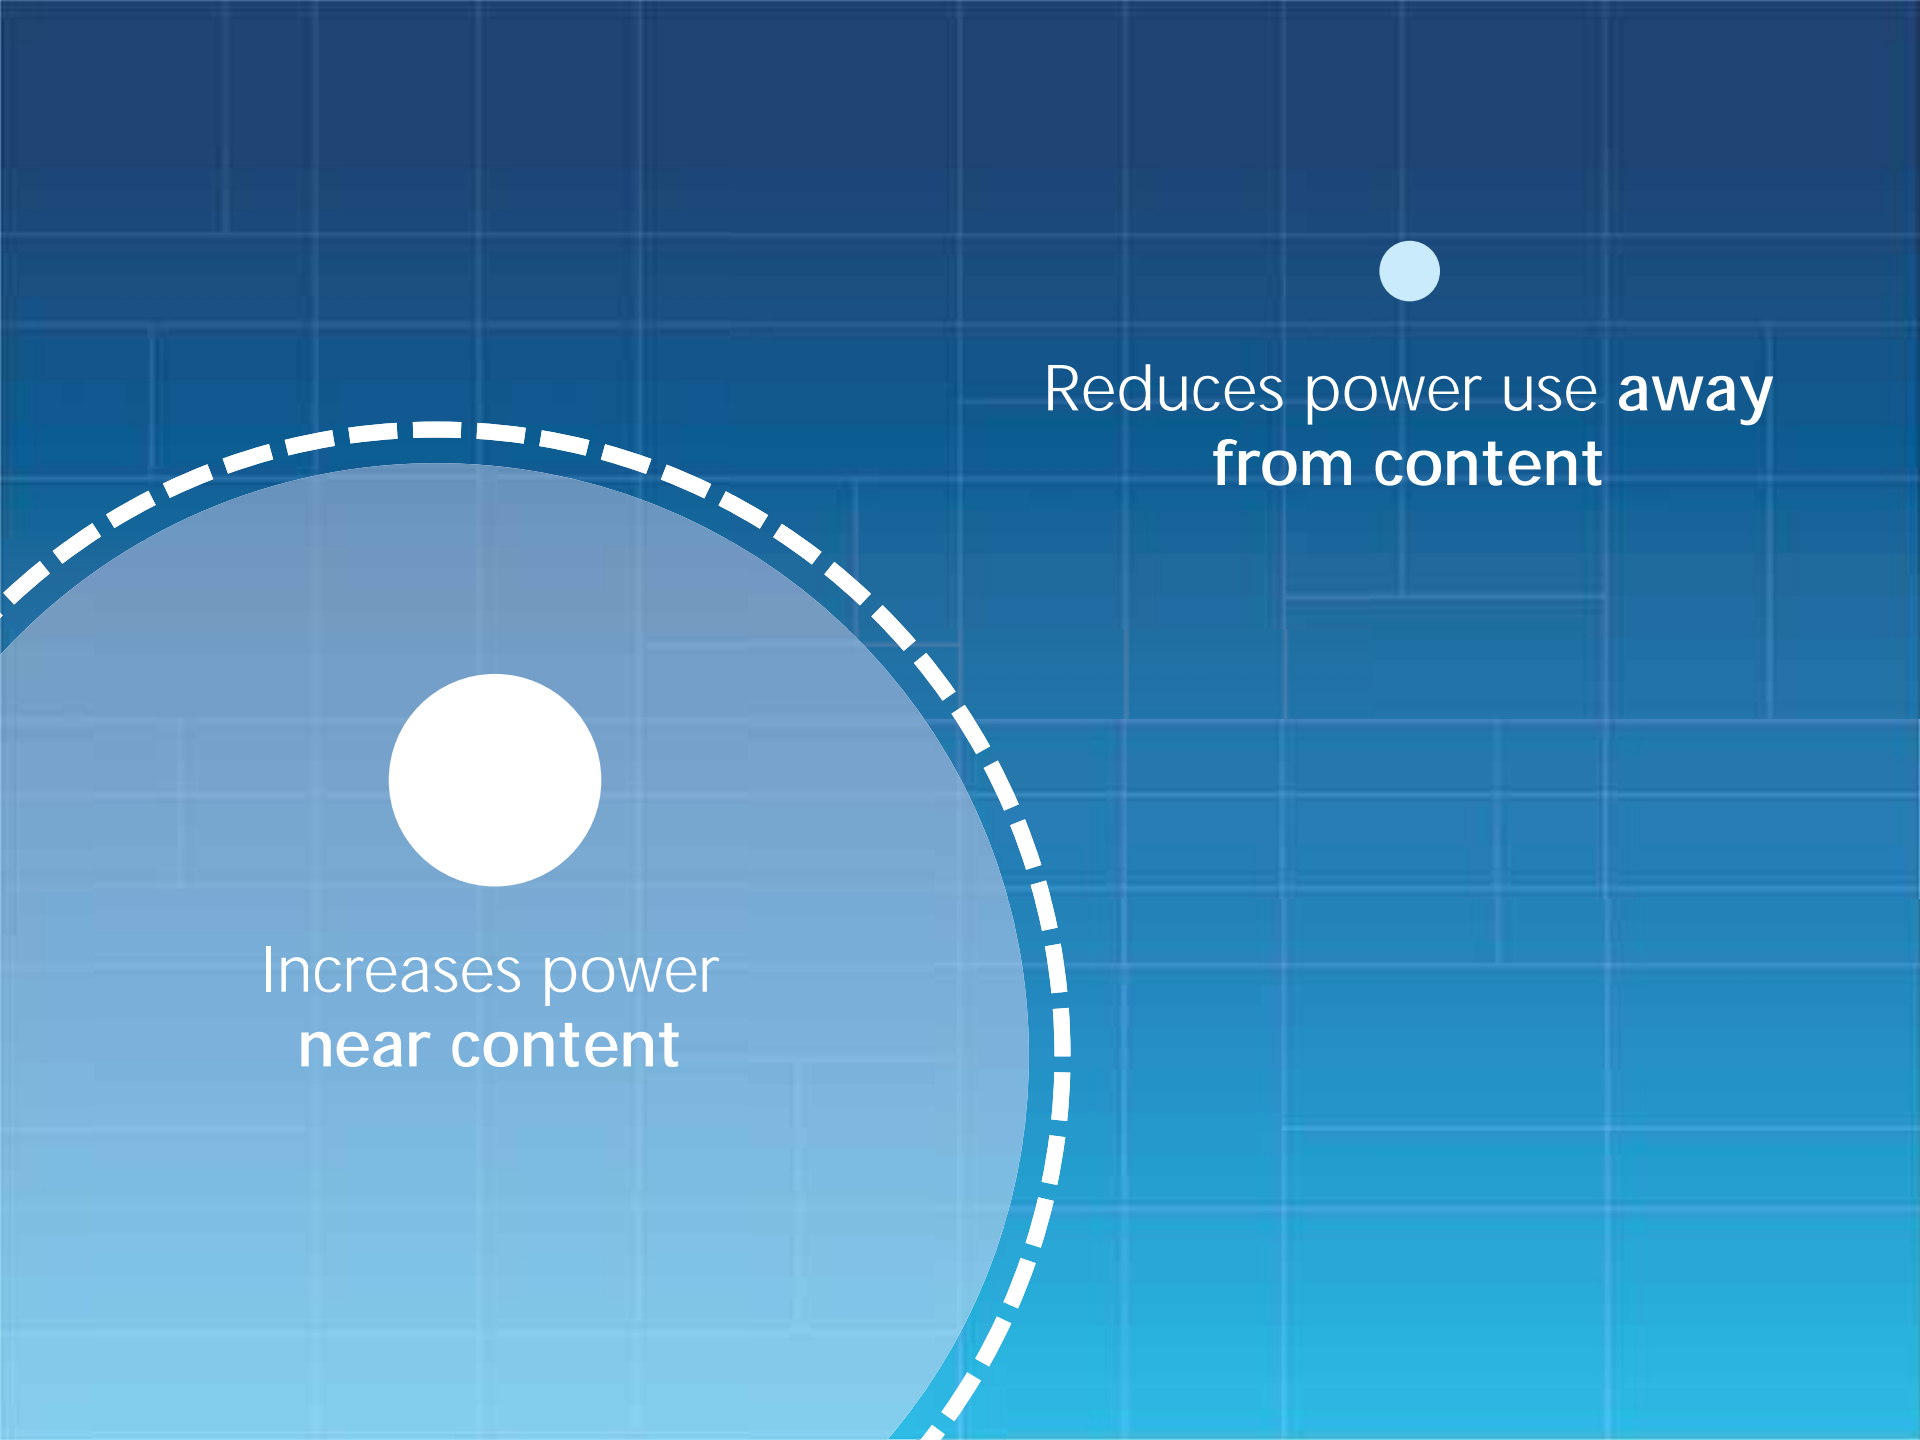 Reduces power use away
from content
Increases power
near content